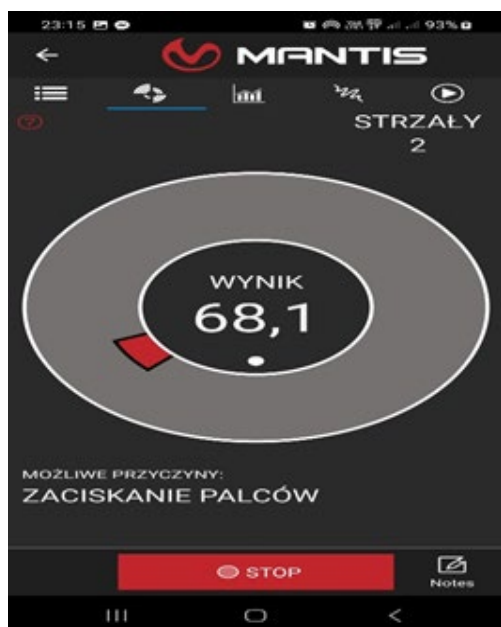 23:15
93%
MANTIS
STRZAŁY
2
WYNIK
68,1
MOŻLIWE PRZYCZYNY:
ZACISKANIE PALCÓW
STOP
Notes